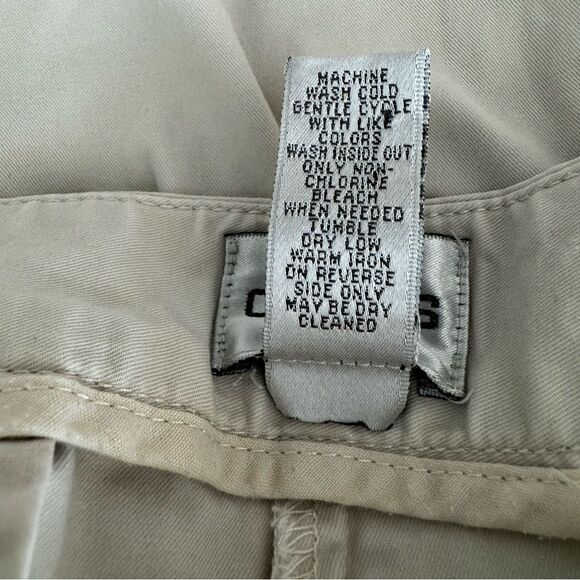 MACHINE
WASH COLD
GENTLE CYCLE
WITH LIKE
COLORS
WASH INSIDE OUT
ONLY NON-
CHLORINE
BLEACH
WHEN NEEDED
TUMBLE
DRY LOW
WARM IRON
ON REVERSE
SIDE ONLY
MAY BE DRY
CLEANED